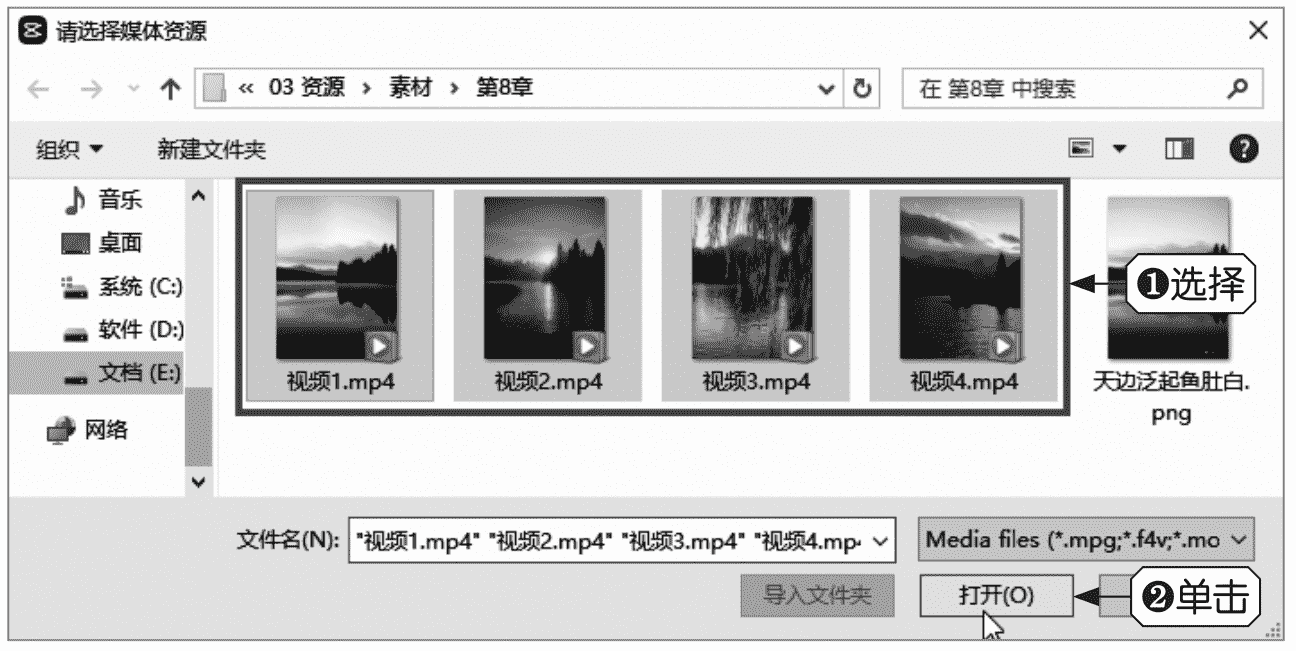 请选择媒体资源
« 03 资源 › 素材 › 第8章
在 第8章 中搜索
组织 新建文件夹
音乐
桌面
系统 (C:)
软件 (D:)
文档 (E:)
网络
视频1.mp4 视频2.mp4 视频3.mp4 视频4.mp4
天边泛起鱼肚白.
png
❶选择
文件名(N): "视频1.mp4" "视频2.mp4" "视频3.mp4" "视频4.mp4
Media files (*.mpg;*.f4v;*.mo
导入文件夹 打开(O)
❷单击